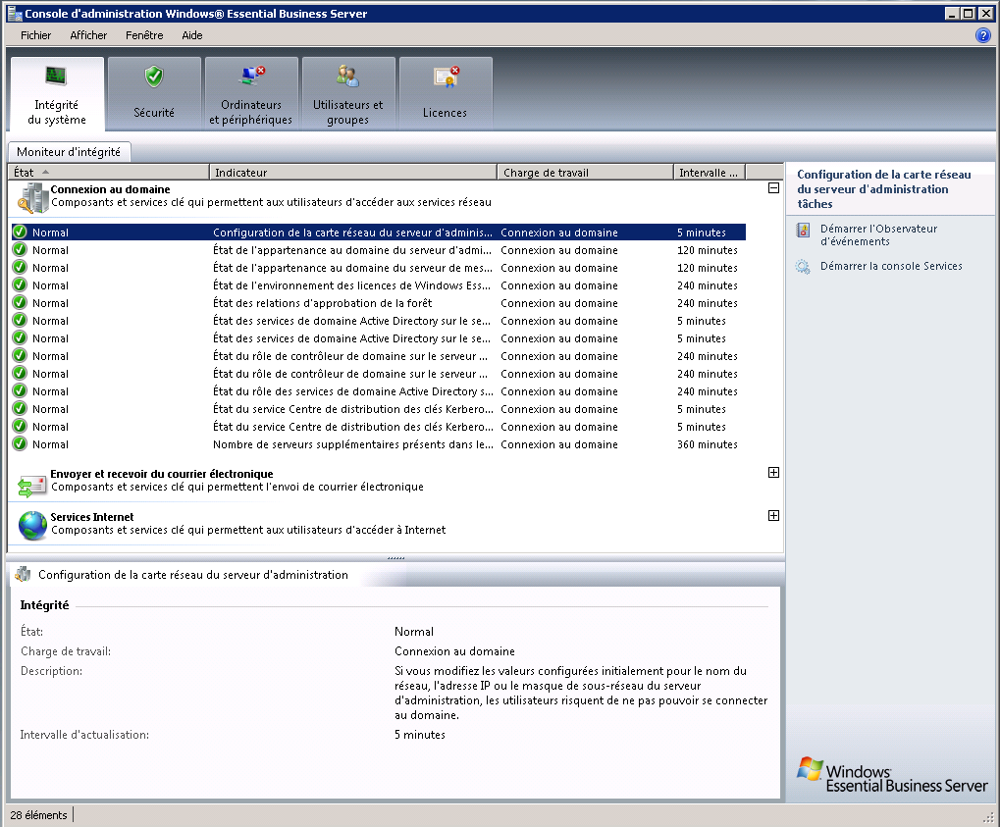 Console d'administration Windows® Essential Business Server
Fichier Afficher Fenêtre Aide
Intégrité
du système
Sécurité
Ordinateurs
et périphériques
Utilisateurs et
groupes
Licences
Moniteur d'intégrité
État Indicateur Charge de travail Intervalle ...
Connexion au domaine
Composants et services clé qui permettent aux utilisateurs d'accéder aux services réseau
Normal Configuration de la carte réseau du serveur d'adminis... Connexion au domaine 5 minutes
Normal État de l'appartenance au domaine du serveur d'admi... Connexion au domaine 120 minutes
Normal État de l'appartenance au domaine du serveur de mes... Connexion au domaine 120 minutes
Normal État de l'environnement des licences de Windows Ess... Connexion au domaine 240 minutes
Normal État des relations d'approbation de la forêt Connexion au domaine 240 minutes
Normal État des services de domaine Active Directory sur le se... Connexion au domaine 5 minutes
Normal État des services de domaine Active Directory sur le se... Connexion au domaine 5 minutes
Normal État du rôle de contrôleur de domaine sur le serveur ... Connexion au domaine 240 minutes
Normal État du rôle de contrôleur de domaine sur le serveur ... Connexion au domaine 240 minutes
Normal État du rôle des services de domaine Active Directory s... Connexion au domaine 240 minutes
Normal État du service Centre de distribution des clés Kerbero... Connexion au domaine 5 minutes
Normal État du service Centre de distribution des clés Kerbero... Connexion au domaine 5 minutes
Normal Nombre de serveurs supplémentaires présents dans le... Connexion au domaine 360 minutes
Envoyer et recevoir du courrier électronique
Composants et services clé qui permettent l'envoi de courrier électronique
Services Internet
Composants et services clé qui permettent aux utilisateurs d'accéder à Internet
Configuration de la carte réseau du serveur d'administration
Intégrité
État: Normal
Charge de travail: Connexion au domaine
Description: Si vous modifiez les valeurs configurées initialement pour le nom du
réseau, l'adresse IP ou le masque de sous-réseau du serveur
d'administration, les utilisateurs risquent de ne pas pouvoir se connecter
au domaine.
Intervalle d'actualisation: 5 minutes
Configuration de la carte réseau
du serveur d'administration
tâches
Démarrer l'Observateur
d'événements
Démarrer la console Services
Windows
Essential Business Server
28 éléments